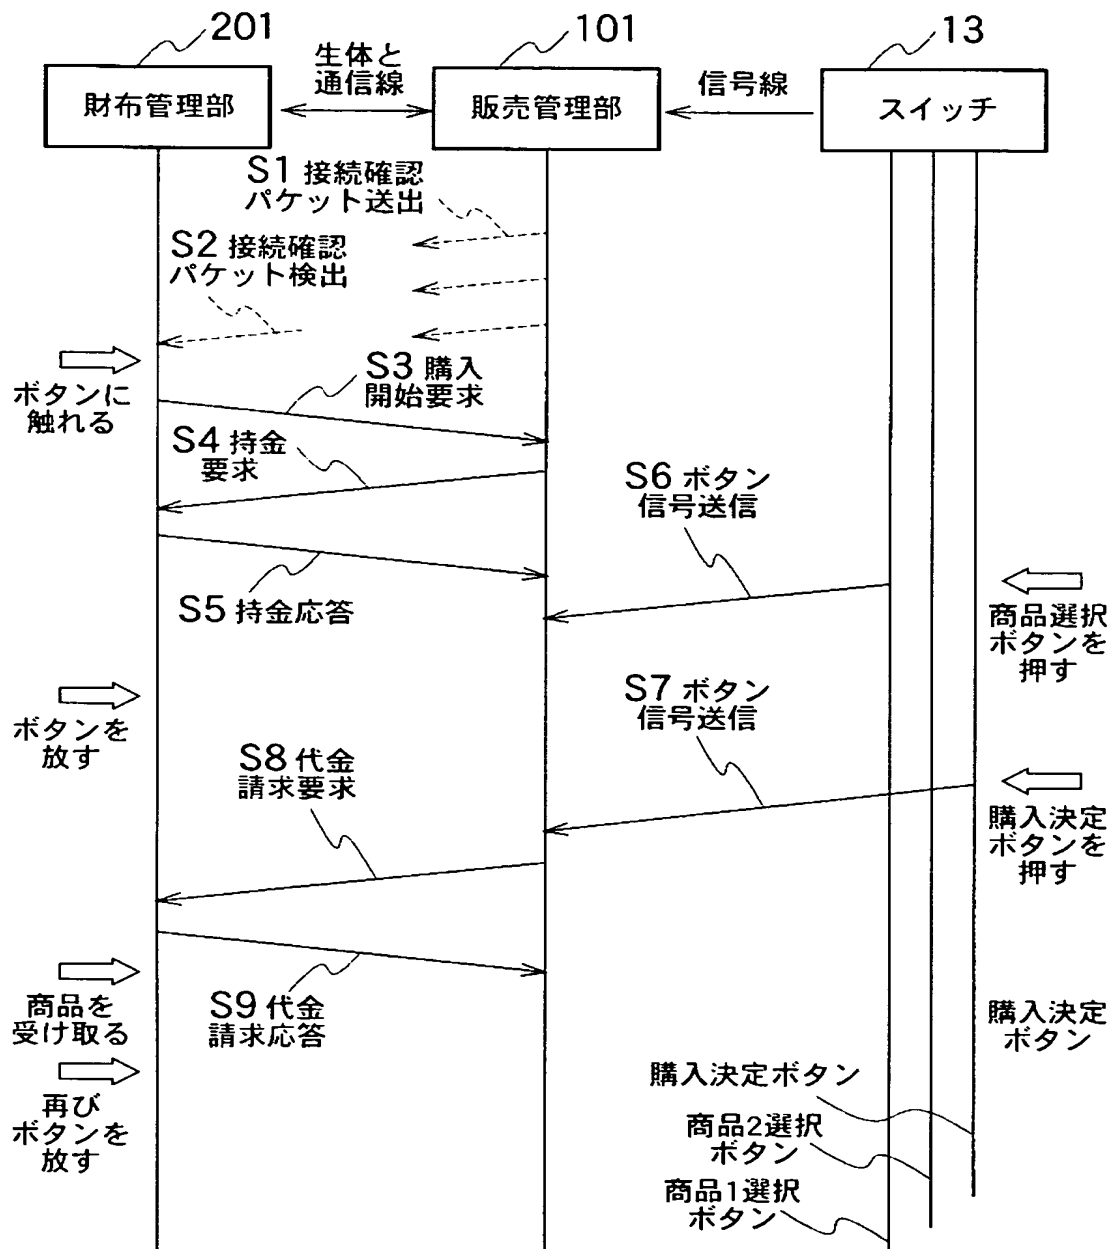 201
101
13
生体と
通信線
信号線
財布管理部
販売管理部
スイッチ
S1 接続確認
パケット送出
S2 接続確認
パケット検出
ボタンに
触れる
S3 購入
開始要求
S4 持金
要求
S5 持金応答
S6 ボタン
信号送信
商品選択
ボタンを
押す
ボタンを
放す
S7 ボタン
信号送信
S8 代金
請求要求
購入決定
ボタンを
押す
S9 代金
請求応答
商品を
受け取る
購入決定
ボタン
再び
ボタンを
放す
購入決定ボタン
商品2選択
ボタン
商品1選択
ボタン